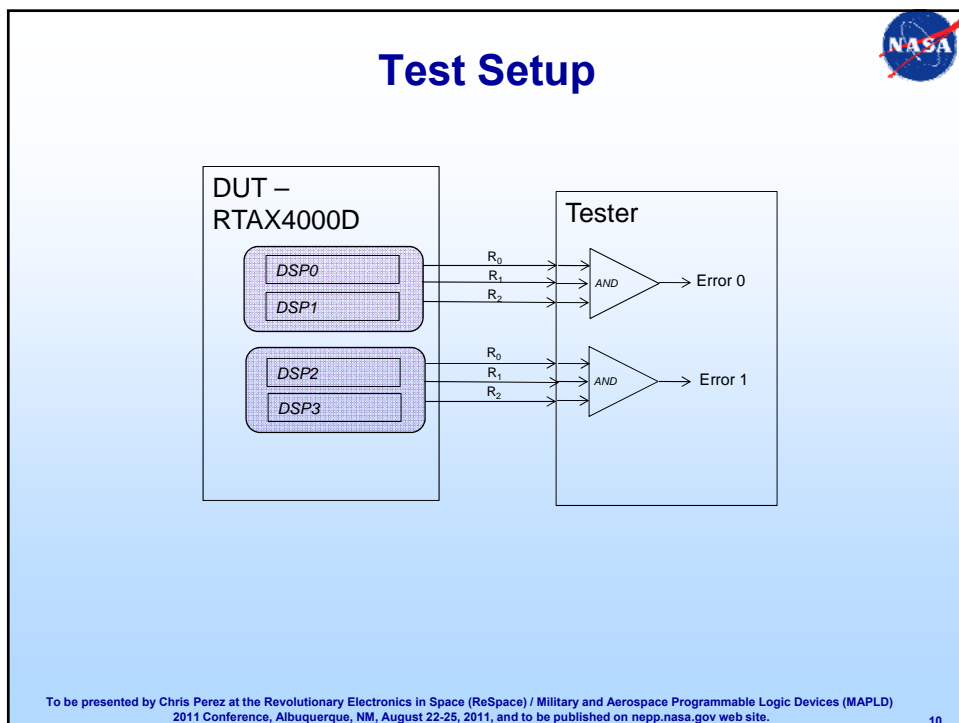 Test Setup
NASA
DUT –
RTAX4000D
DSP0
DSP1
R0
R1
R2
Tester
AND
Error 0
DSP2
DSP3
R0
R1
R2
AND
Error 1
To be presented by Chris Perez at the Revolutionary Electronics in Space (ReSpace) / Military and Aerospace Programmable Logic Devices (MAPLD)
2011 Conference, Albuquerque, NM, August 22-25, 2011, and to be published on nepp.nasa.gov web site.
10